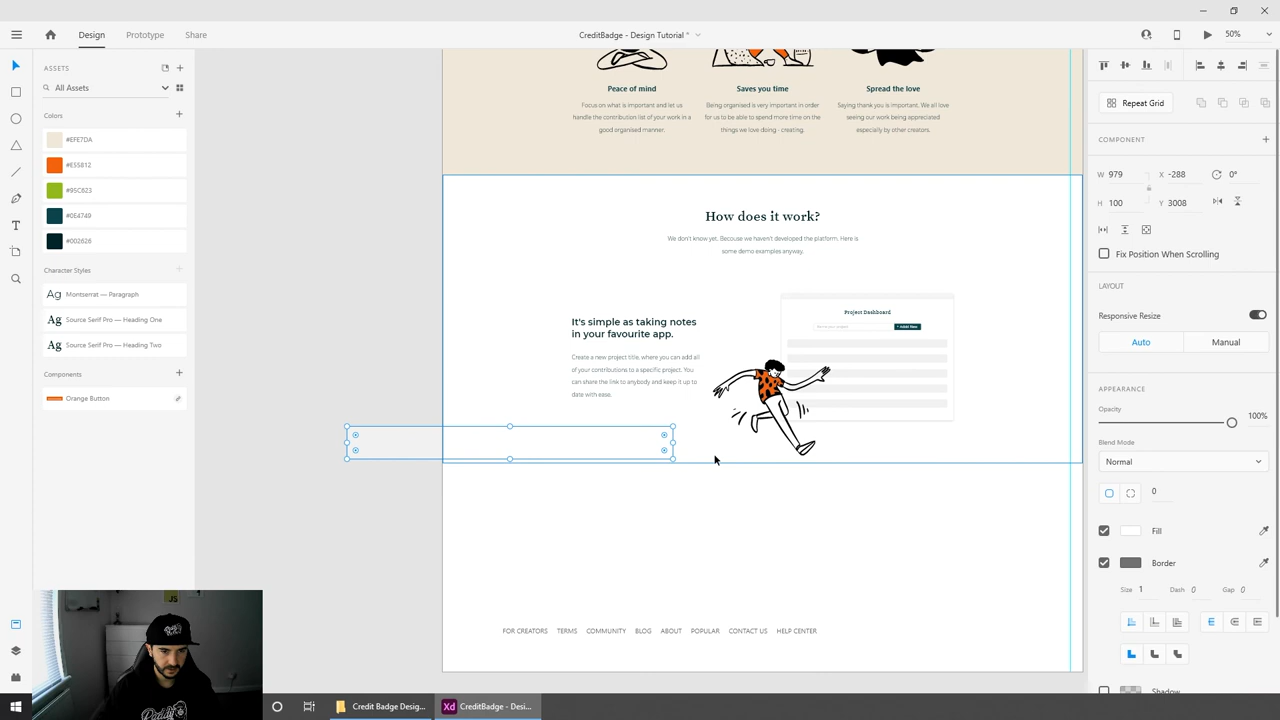 Design
Prototype
Share
CreditBadge - Design Tutorial *
50%
ASSETS
All Assets
Colors
#EFE7DA
#E55812
#95C623
#0E4749
#002626
Character Styles
Ag Montserrat — Paragraph
Ag Source Serif Pro — Heading One
Ag Source Serif Pro — Heading Two
Components
Orange Button
Peace of mind
Focus on what is important and let us
handle the contribution list of your work in a
good organised manner.
Saves you time
Being organised is very important in order
for us to be able to spend more time on the
things we love doing - creating.
Spread the love
Saying thank you is important. We all love
seeing our work being appreciated
especially by other creators.
How does it work?
We don't know yet. Becouse we haven't developed the platform. Here is
some demo examples anyway.
It's simple as taking notes
in your favourite app.
Create a new project title, where you can add all
of your contributions to a specific project. You
can share the link to anybody and keep it up to
date with ease.
Project Dashboard
+ Add New
FOR CREATORS TERMS COMMUNITY BLOG ABOUT POPULAR CONTACT US HELP CENTER
Repeat Grid
COMPONENT
W 979 X -288 0°
H 100 Y 3008
Fix Position When Scrolling
LAYOUT
Responsive Resize
Auto
Manual
APPEARANCE
Opacity
100%
Blend Mode
Normal
0
Fill
Border
Size 1 Dash 0 Gap 0
Shadow
JS
Credit Badge Desig...
Xd CreditBadge - Desi...